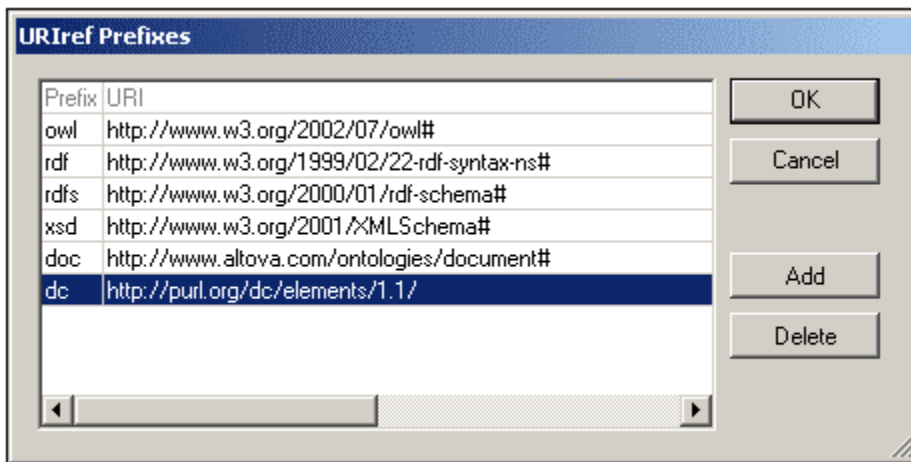 URIref Prefixes
Prefix URI
owl http://www.w3.org/2002/07/owl#
rdf http://www.w3.org/1999/02/22-rdf-syntax-ns#
rdfs http://www.w3.org/2000/01/rdf-schema#
xsd http://www.w3.org/2001/XMLSchema#
doc http://www.altova.com/ontologies/document#
dc http://purl.org/dc/elements/1.1/
OK
Cancel
Add
Delete